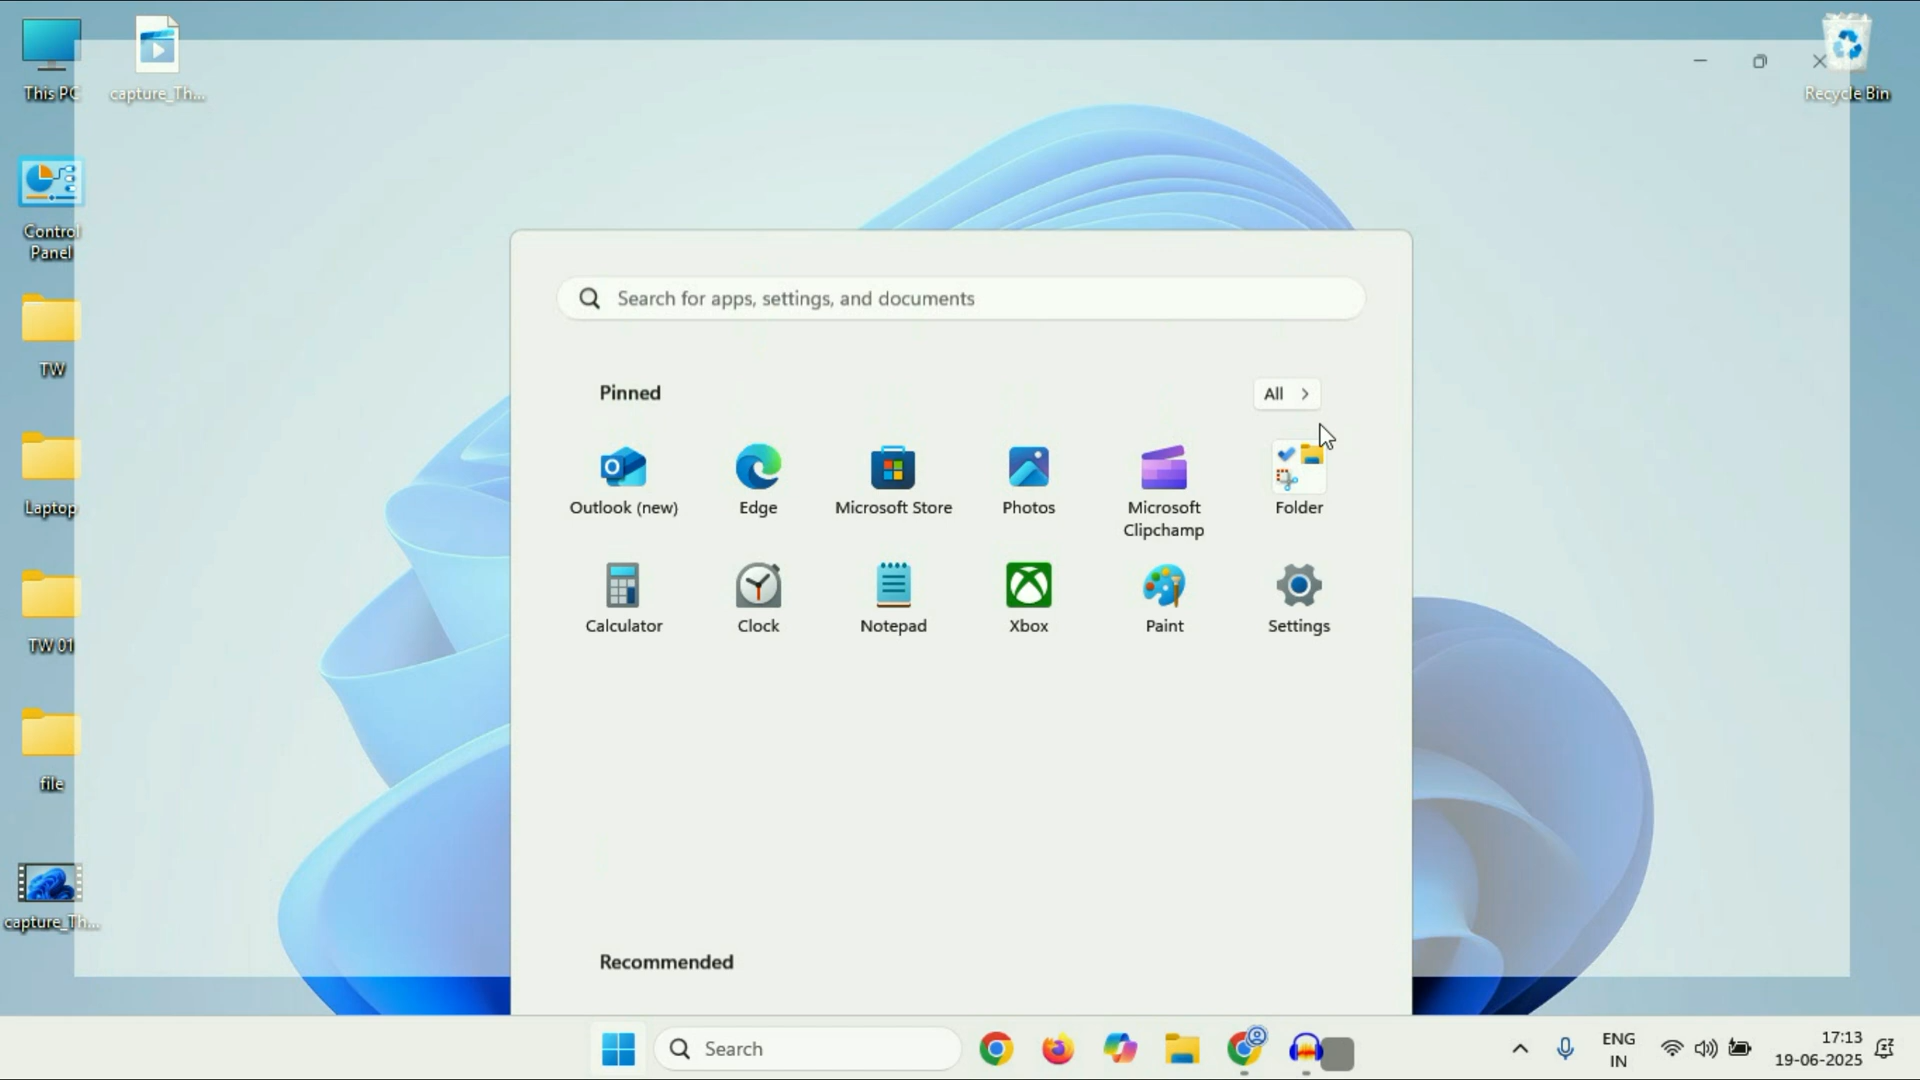 This PC
capture_Th...
Recycle Bin
Control
Panel
TW
Laptop
TW 01
file
capture_Th...
Search for apps, settings, and documents
Pinned
All
Outlook (new)
Edge
Microsoft Store
Photos
Microsoft
Clipchamp
Folder
Calculator
Clock
Notepad
Xbox
Paint
Settings
Recommended
Search
ENG
IN
17:13
19-06-2025